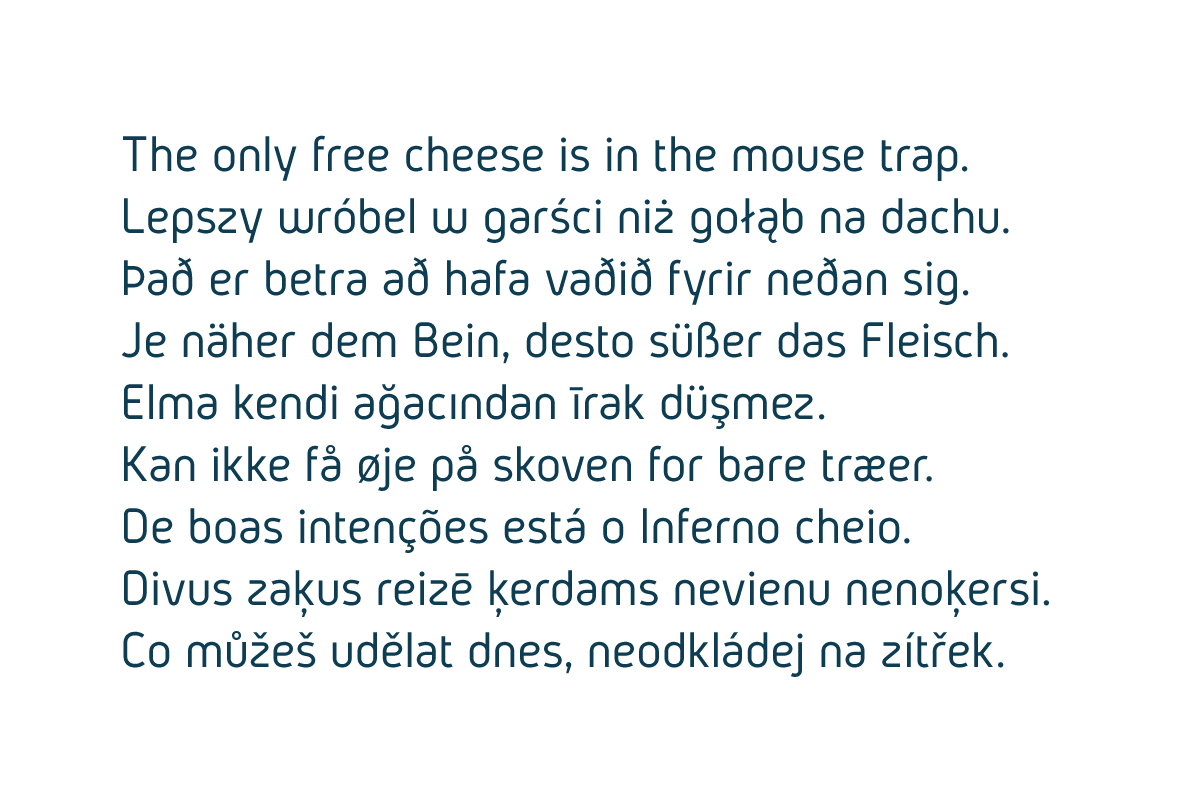 The only free cheese is in the mouse trap.
Lepszy wróbel w garści niż gołąb na dachu.
Það er betra að hafa vaðið fyrir neðan sig.
Je näher dem Bein, desto süßer das Fleisch.
Elma kendi ağacından īrak düşmez.
Kan ikke få øje på skoven for bare træer.
De boas intenções está o Inferno cheio.
Divus zaķus reizē ķerdams nevienu nenoķersi.
Co můžeš udělat dnes, neodkládej na zítřek.